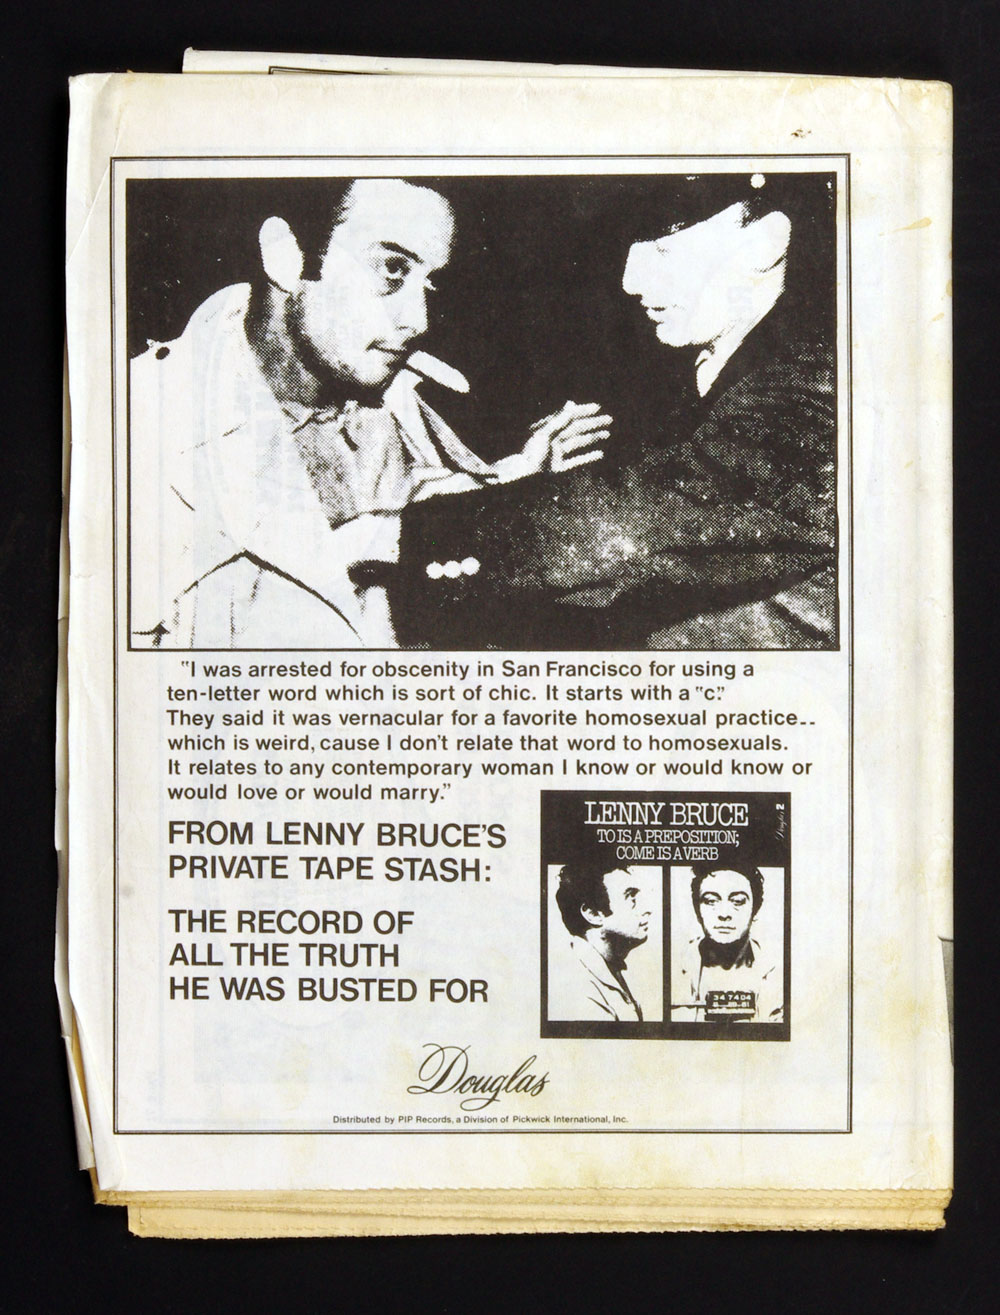 "I was arrested for obscenity in San Francisco for using a
ten-letter word which is sort of chic. It starts with a "c."
They said it was vernacular for a favorite homosexual practice--
which is weird, cause I don't relate that word to homosexuals.
It relates to any contemporary woman I know or would know or
would love or would marry."
FROM LENNY BRUCE'S
PRIVATE TAPE STASH:
THE RECORD OF
ALL THE TRUTH
HE WAS BUSTED FOR
LENNY BRUCE
TO IS A PREPOSITION;
COME IS A VERB
Douglas 2
Douglas
Distributed by PIP Records, a Division of Pickwick International, Inc.